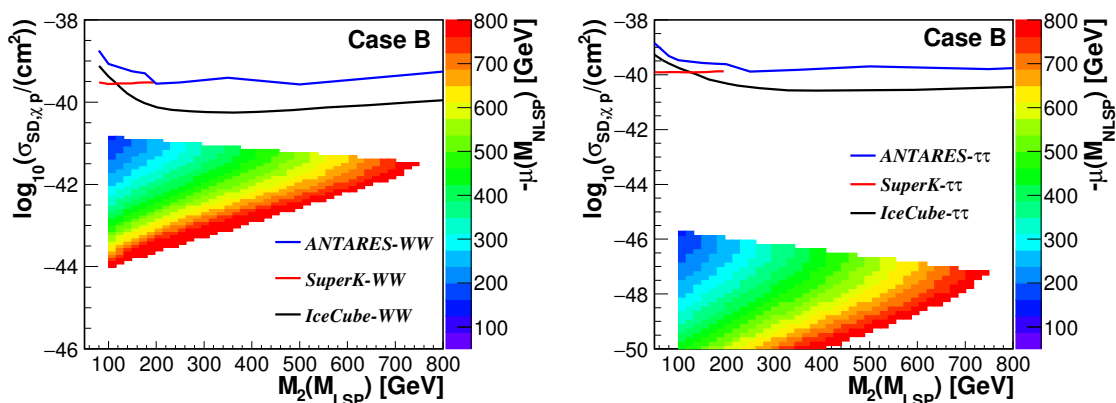 Case B
log10(σSD,χ p/(cm²)
−38
−40
−42
−44
−46
100 200 300 400 500 600 700 800
M2(MLSP) [GeV]
ANTARES-WW
SuperK-WW
IceCube-WW
800
700
600
500
400
300
200
100
-μ(MNLSP) [GeV]
Case B
log10(σSD,χ p/(cm²)
−38
−40
−42
−44
−46
−48
−50
100 200 300 400 500 600 700 800
M2(MLSP) [GeV]
ANTARES-ττ
SuperK-ττ
IceCube-ττ
800
700
600
500
400
300
200
100
-μ(MNLSP) [GeV]